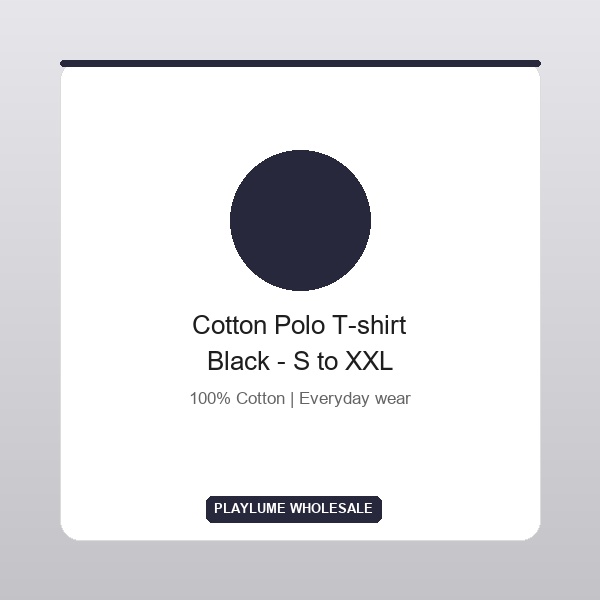 Cotton Polo T-shirt
Black - S to XXL
100% Cotton | Everyday wear
PLAYLUME WHOLESALE